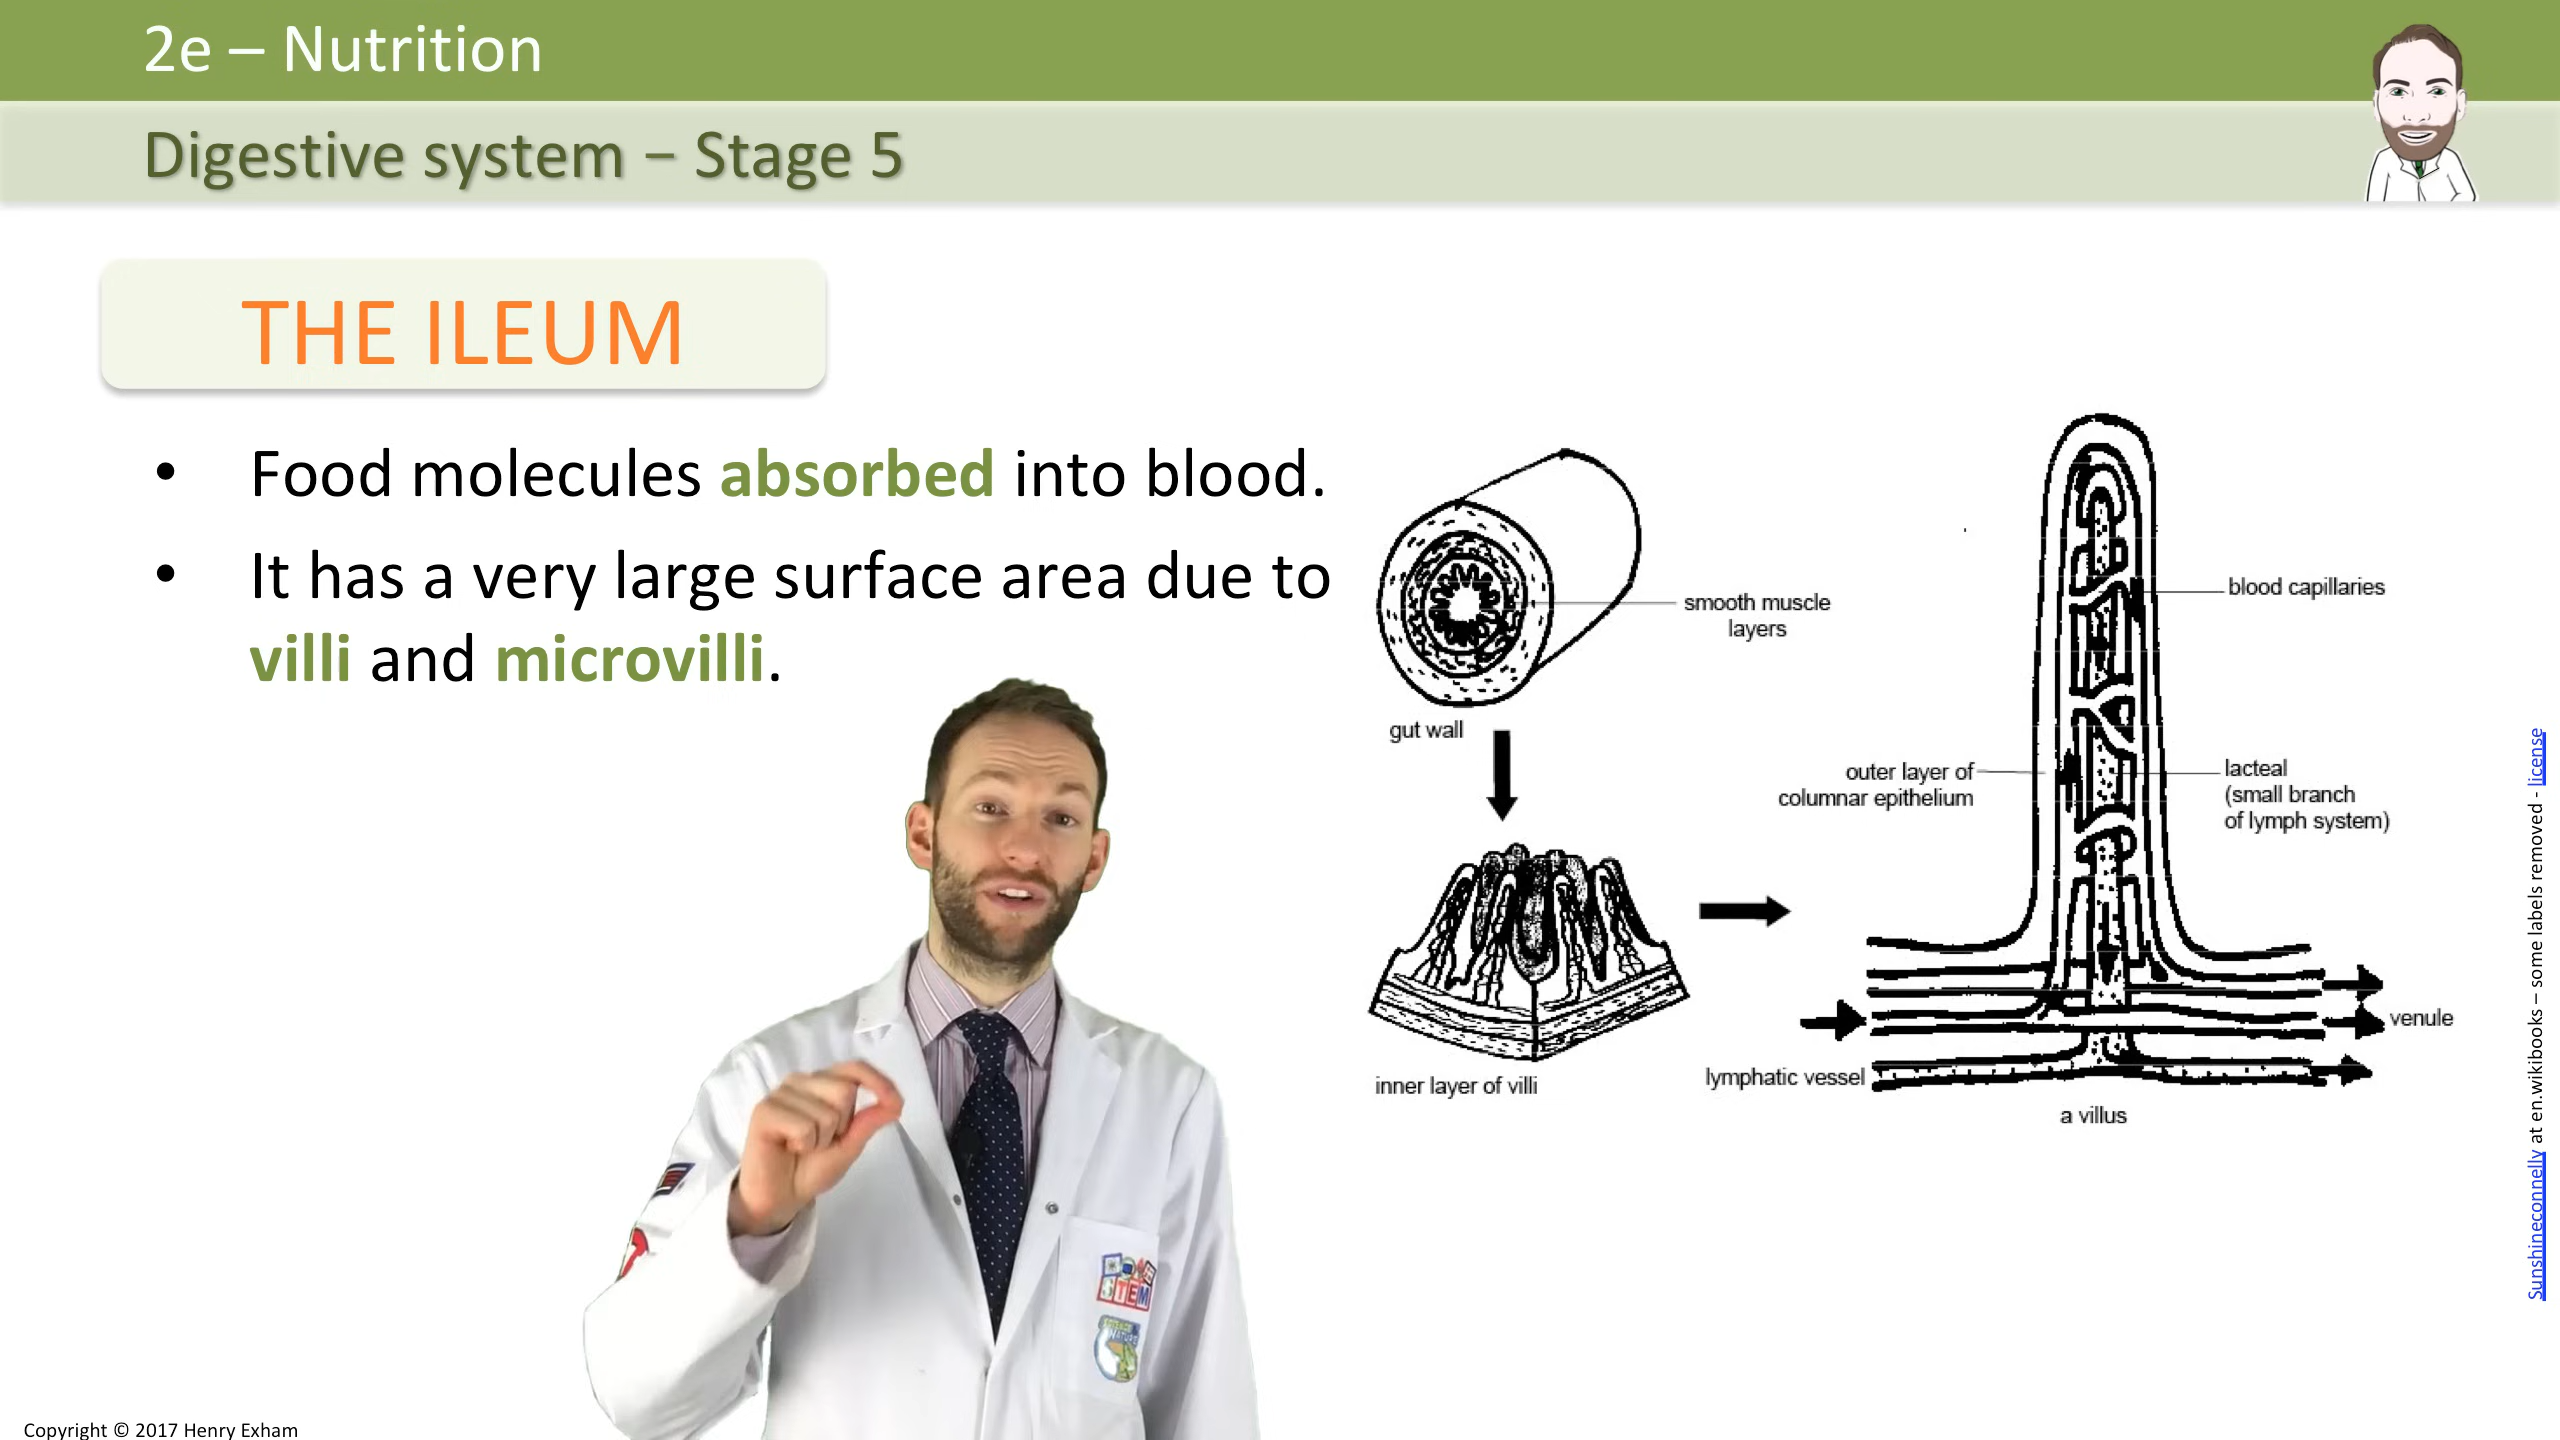 2e – Nutrition
Digestive system – Stage 5
THE ILEUM
• Food molecules absorbed into blood.
• It has a very large surface area due to
villi and microvilli.
smooth muscle
layers
gut wall
inner layer of villi
blood capillaries
outer layer of
columnar epithelium
lacteal
(small branch
of lymph system)
venule
lymphatic vessel
a villus
Sunshineconnelly at en.wikibooks – some labels removed - license
STEM
Copyright © 2017 Henry Exham